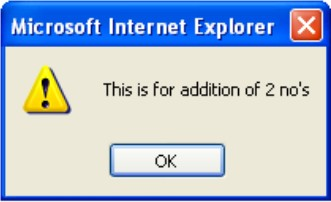 Microsoft Internet Explorer
This is for addition of 2 no's
OK